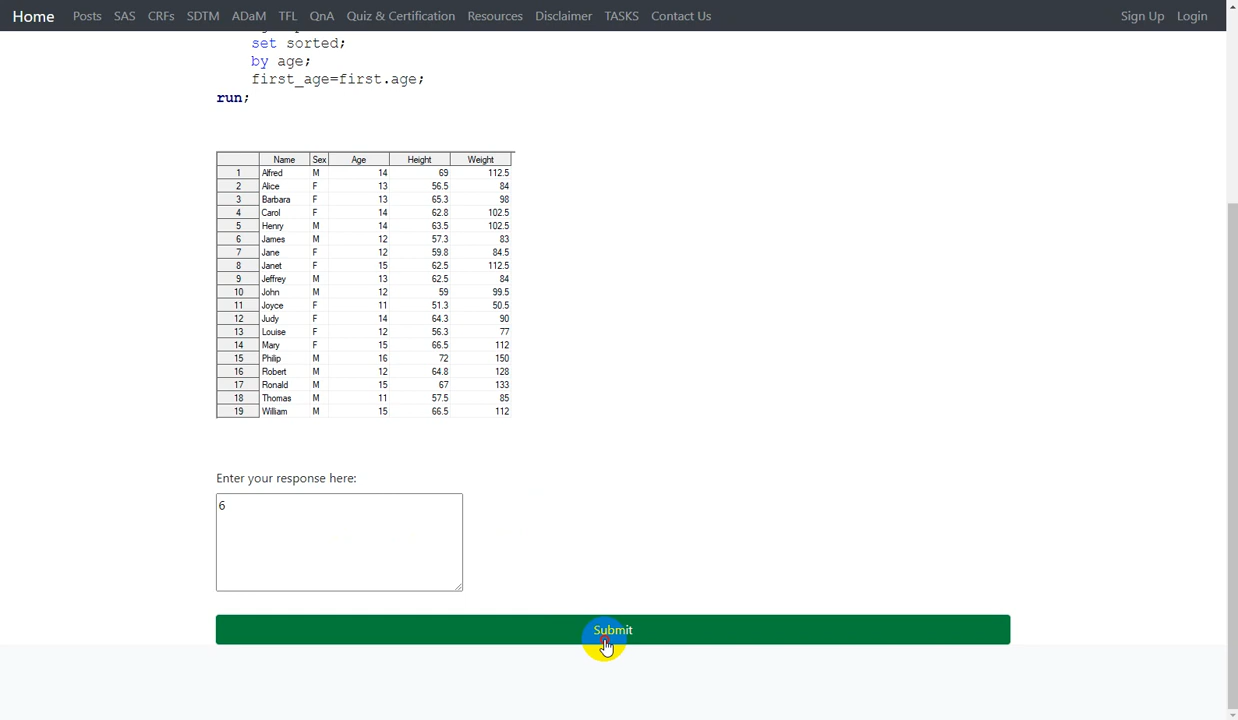 Home Posts SAS CRFs SDTM ADaM TFL QnA Quiz & Certification Resources Disclaimer TASKS Contact Us Sign Up Login
set sorted;
by age;
first_age=first.age;
run;
Name Sex Age Height Weight
1 Alfred M 14 69 112.5
2 Alice F 13 56.5 84
3 Barbara F 13 65.3 98
4 Carol F 14 62.8 102.5
5 Henry M 14 63.5 102.5
6 James M 12 57.3 83
7 Jane F 12 59.8 84.5
8 Janet F 15 62.5 112.5
9 Jeffrey M 13 62.5 84
10 John M 12 59 99.5
11 Joyce F 11 51.3 50.5
12 Judy F 14 64.3 90
13 Louise F 12 56.3 77
14 Mary F 15 66.5 112
15 Philip M 16 72 150
16 Robert M 12 64.8 128
17 Ronald M 15 67 133
18 Thomas M 11 57.5 85
19 William M 15 66.5 112
Enter your response here:
6
Submit